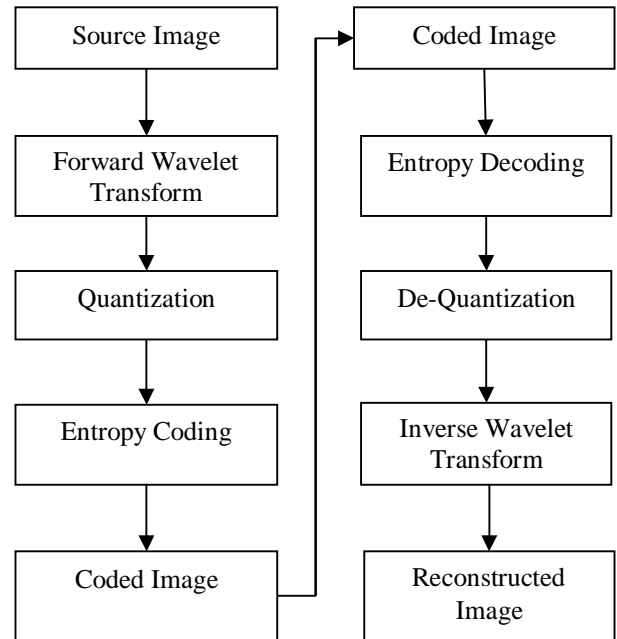 Source Image
Forward Wavelet
Transform
Quantization
Entropy Coding
Coded Image
Coded Image
Entropy Decoding
De-Quantization
Inverse Wavelet
Transform
Reconstructed
Image